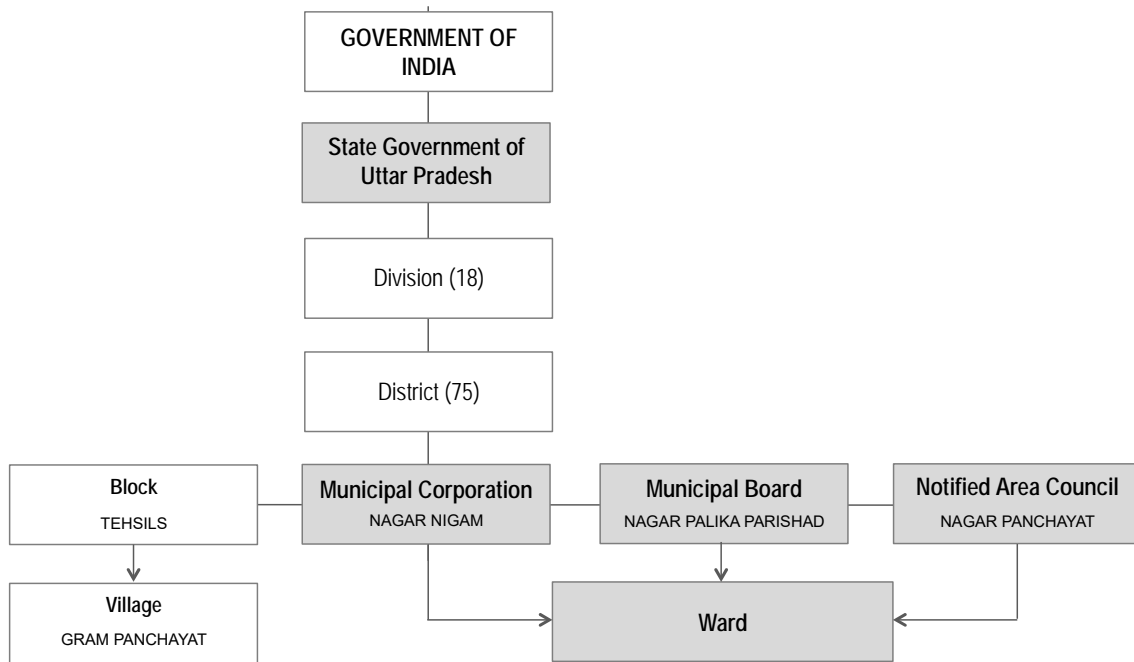 GOVERNMENT OF
INDIA
State Government of
Uttar Pradesh
Division (18)
District (75)
Block
TEHSILS
Municipal Corporation
NAGAR NIGAM
Municipal Board
NAGAR PALIKA PARISHAD
Notified Area Council
NAGAR PANCHAYAT
Village
GRAM PANCHAYAT
Ward